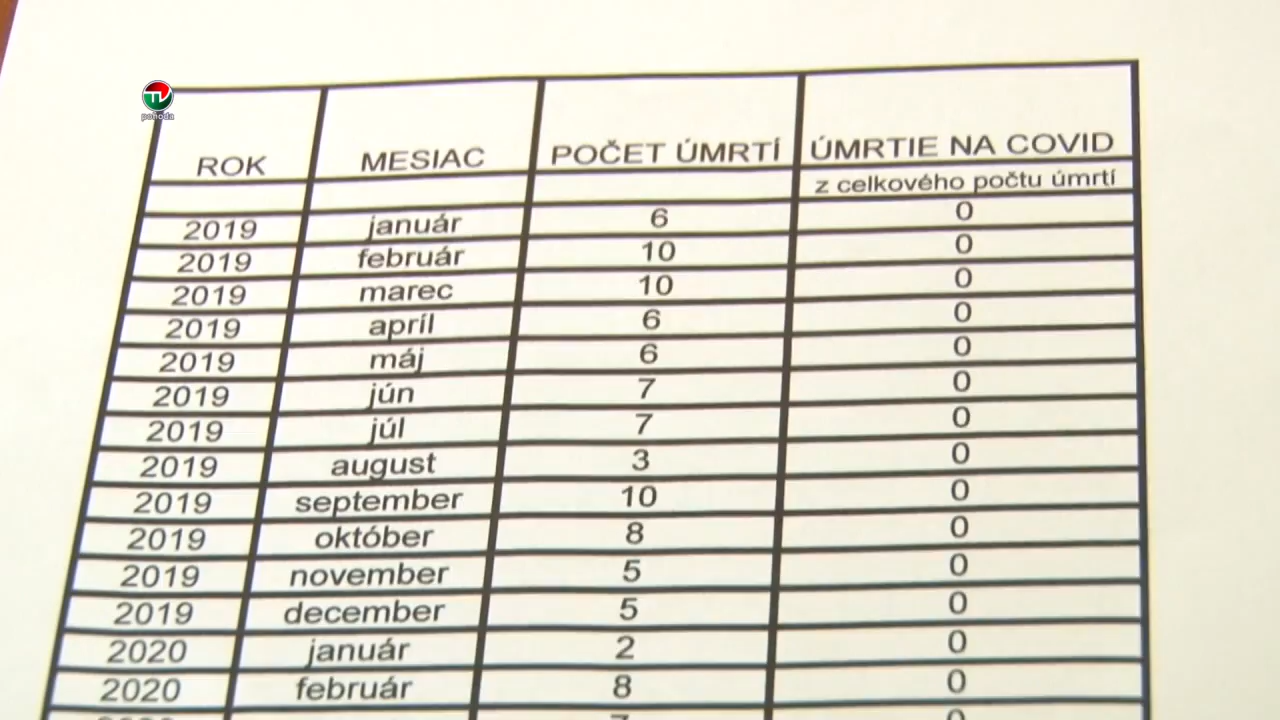 TV
pohoda
ROK MESIAC POČET ÚMRTÍ ÚMRTIE NA COVID
z celkového počtu úmrtí
2019 január 6 0
2019 február 10 0
2019 marec 10 0
2019 apríl 6 0
2019 máj 6 0
2019 jún 7 0
2019 júl 7 0
2019 august 3 0
2019 september 10 0
2019 október 8 0
2019 november 5 0
2019 december 5 0
2020 január 2 0
2020 február 8 0